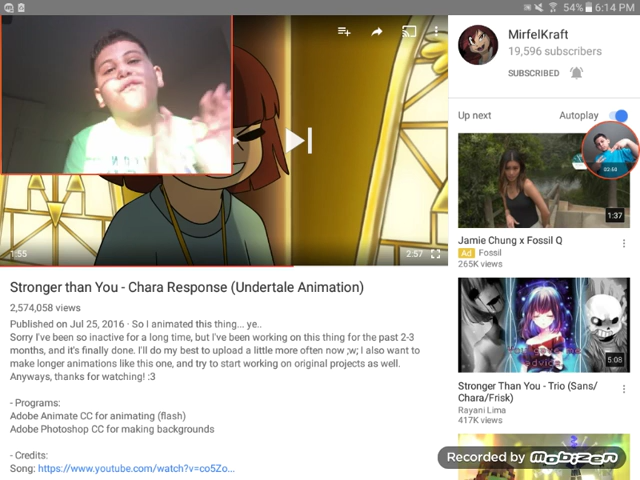 54% 6:14 PM
1:55
2:57
Stronger than You - Chara Response (Undertale Animation)
2,574,058 views
Published on Jul 25, 2016 · So I animated this thing... ye..
Sorry I've been so inactive for a long time, but I've been working on this thing for the past 2-3
months, and it's finally done. I'll do my best to upload a little more often now ;w; I also want to
make longer animations like this one, and try to start working on original projects as well.
Anyways, thanks for watching! :3
- Programs:
Adobe Animate CC for animating (flash)
Adobe Photoshop CC for making backgrounds
- Credits:
Song: https://www.youtube.com/watch?v=co5Zo...
MirfelKraft
19,596 subscribers
SUBSCRIBED
Up next Autoplay
03:58
1:37
Jamie Chung x Fossil Q
Ad Fossil
265K views
5:08
Stronger Than You - Trio (Sans/
Chara/Frisk)
Rayani Lima
417K views
Recorded by Mobizen